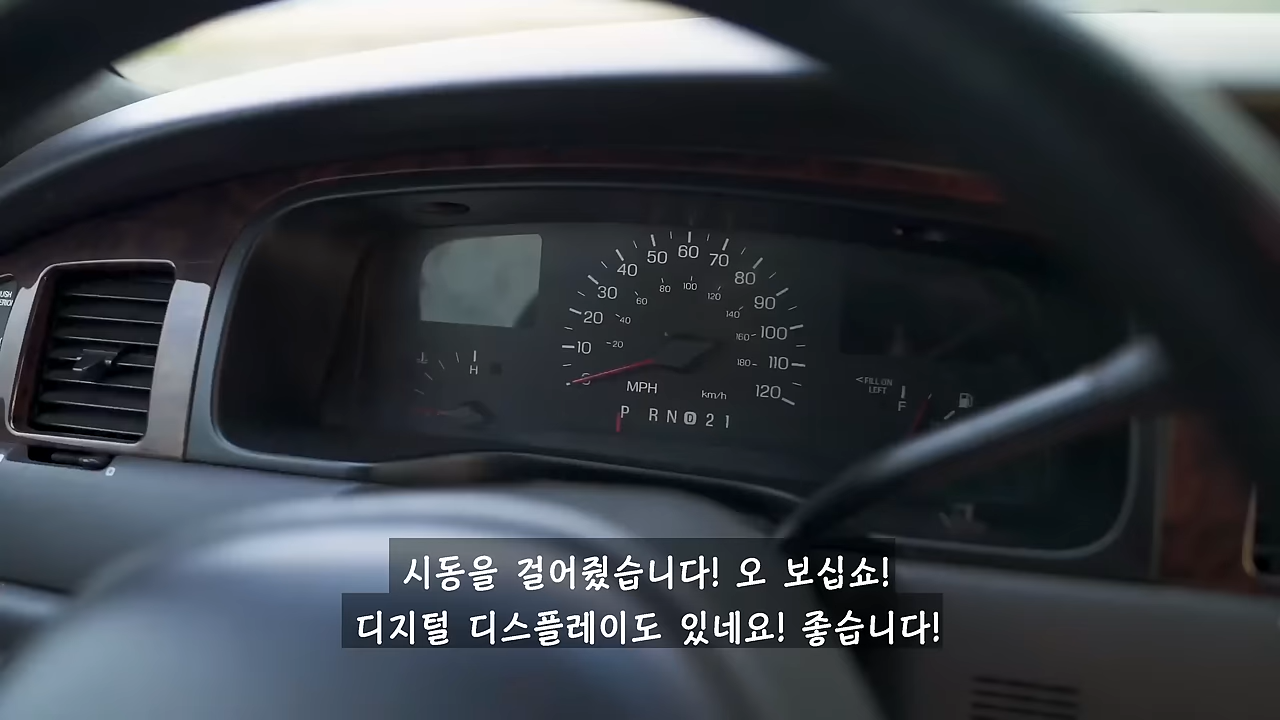 50 60 70
40 80
30 80 100 120 90
60 140
20 40 160 100
10 20 180 110
H
MPH km/h 120
<FILL ON
LEFT
F
P R N D 2 1
시동을 걸어줬습니다! 오 보십쇼!
디지털 디스플레이도 있네요! 좋습니다!